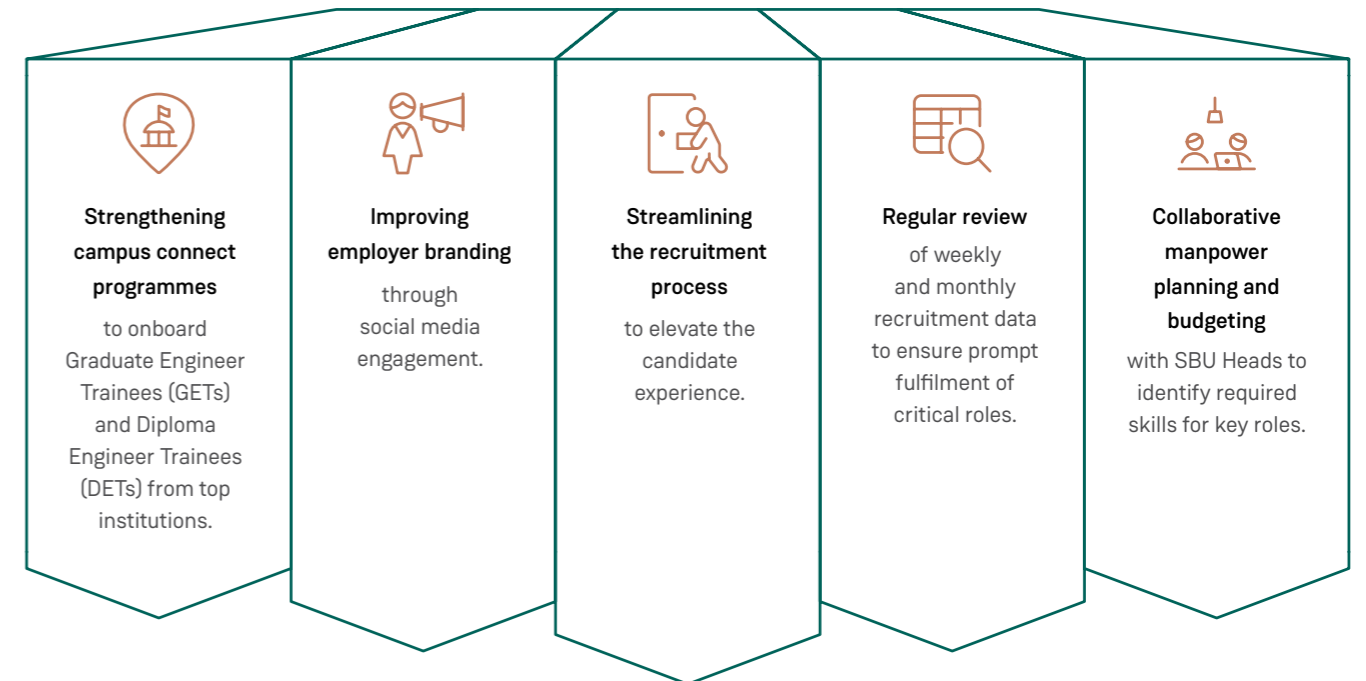 Strengthening
campus connect
programmes
to onboard
Graduate Engineer
Trainees (GETs)
and Diploma
Engineer Trainees
(DETs) from top
institutions.
Improving
employer branding
through
social media
engagement.
Streamlining
the recruitment
process
to elevate the
candidate
experience.
Regular review
of weekly
and monthly
recruitment data
to ensure prompt
fulfilment of
critical roles.
Collaborative
manpower
planning and
budgeting
with SBU Heads to
identify required
skills for key roles.